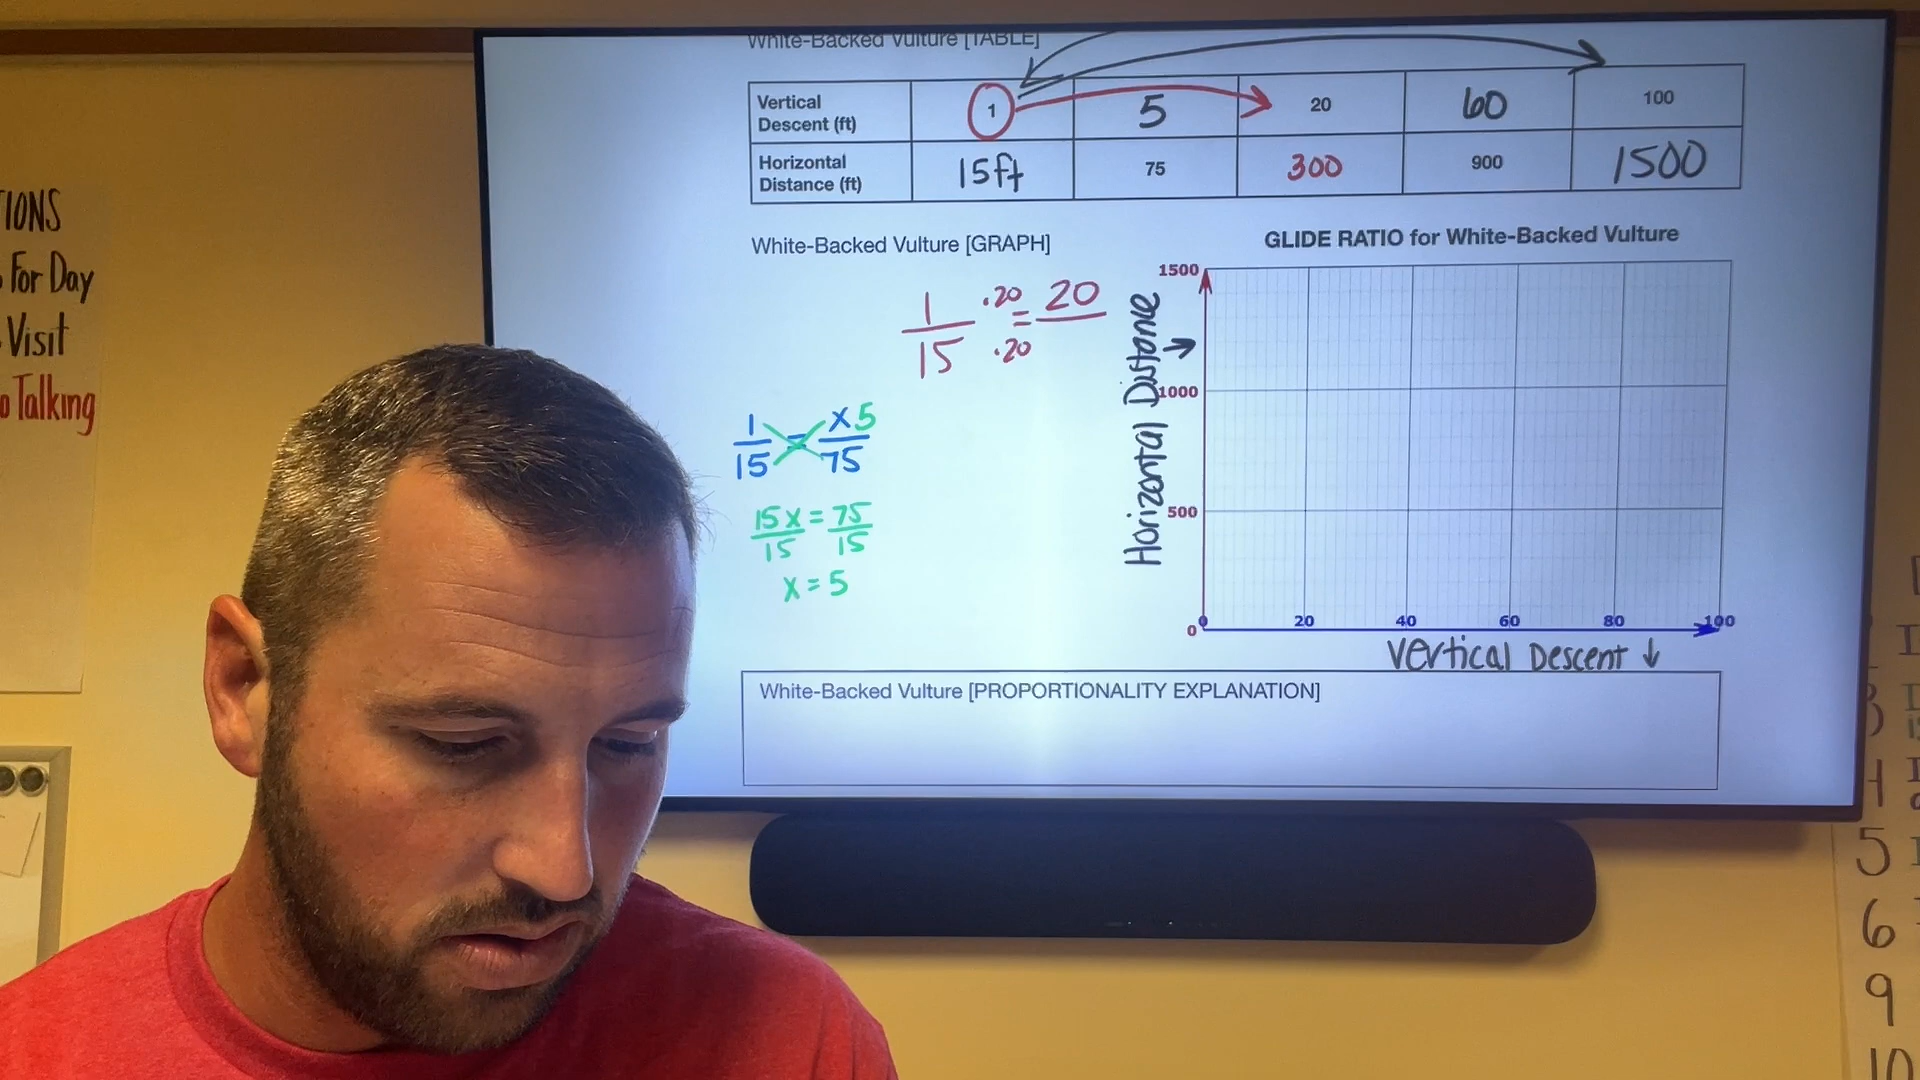 White-Backed Vulture [TABLE]
Vertical Descent (ft) 1 5 20 60 100
Horizontal Distance (ft) 15ft 75 300 900 1500
White-Backed Vulture [GRAPH]
1/15 ·20 = ·20 20
1/15 = x5/75
15x/15 = 75/15
x = 5
GLIDE RATIO for White-Backed Vulture
1500
1000
500
0
0 20 40 60 80 100
Horizontal Distance
Vertical Descent ↓
White-Backed Vulture [PROPORTIONALITY EXPLANATION]
TIONS
For Day
Visit
Talking
5
6
9
10